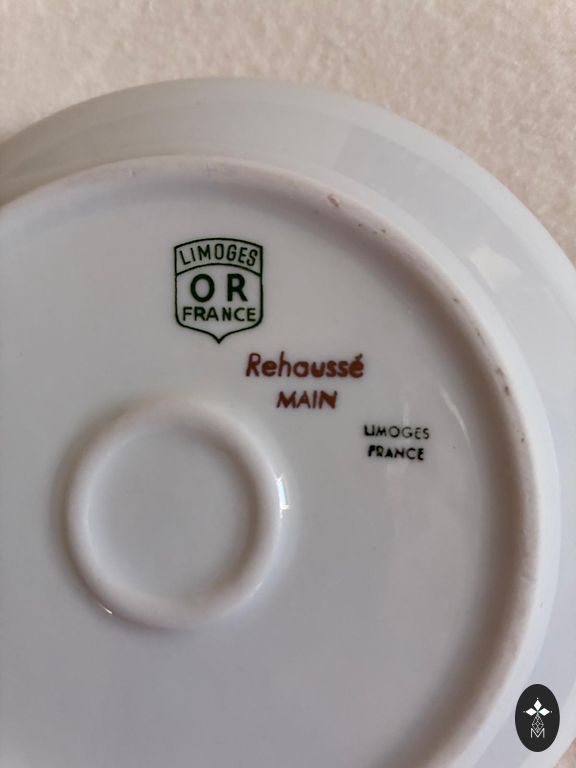 LIMOGES
OR
FRANCE
Rehaussé
MAIN
LIMOGES
FRANCE
M